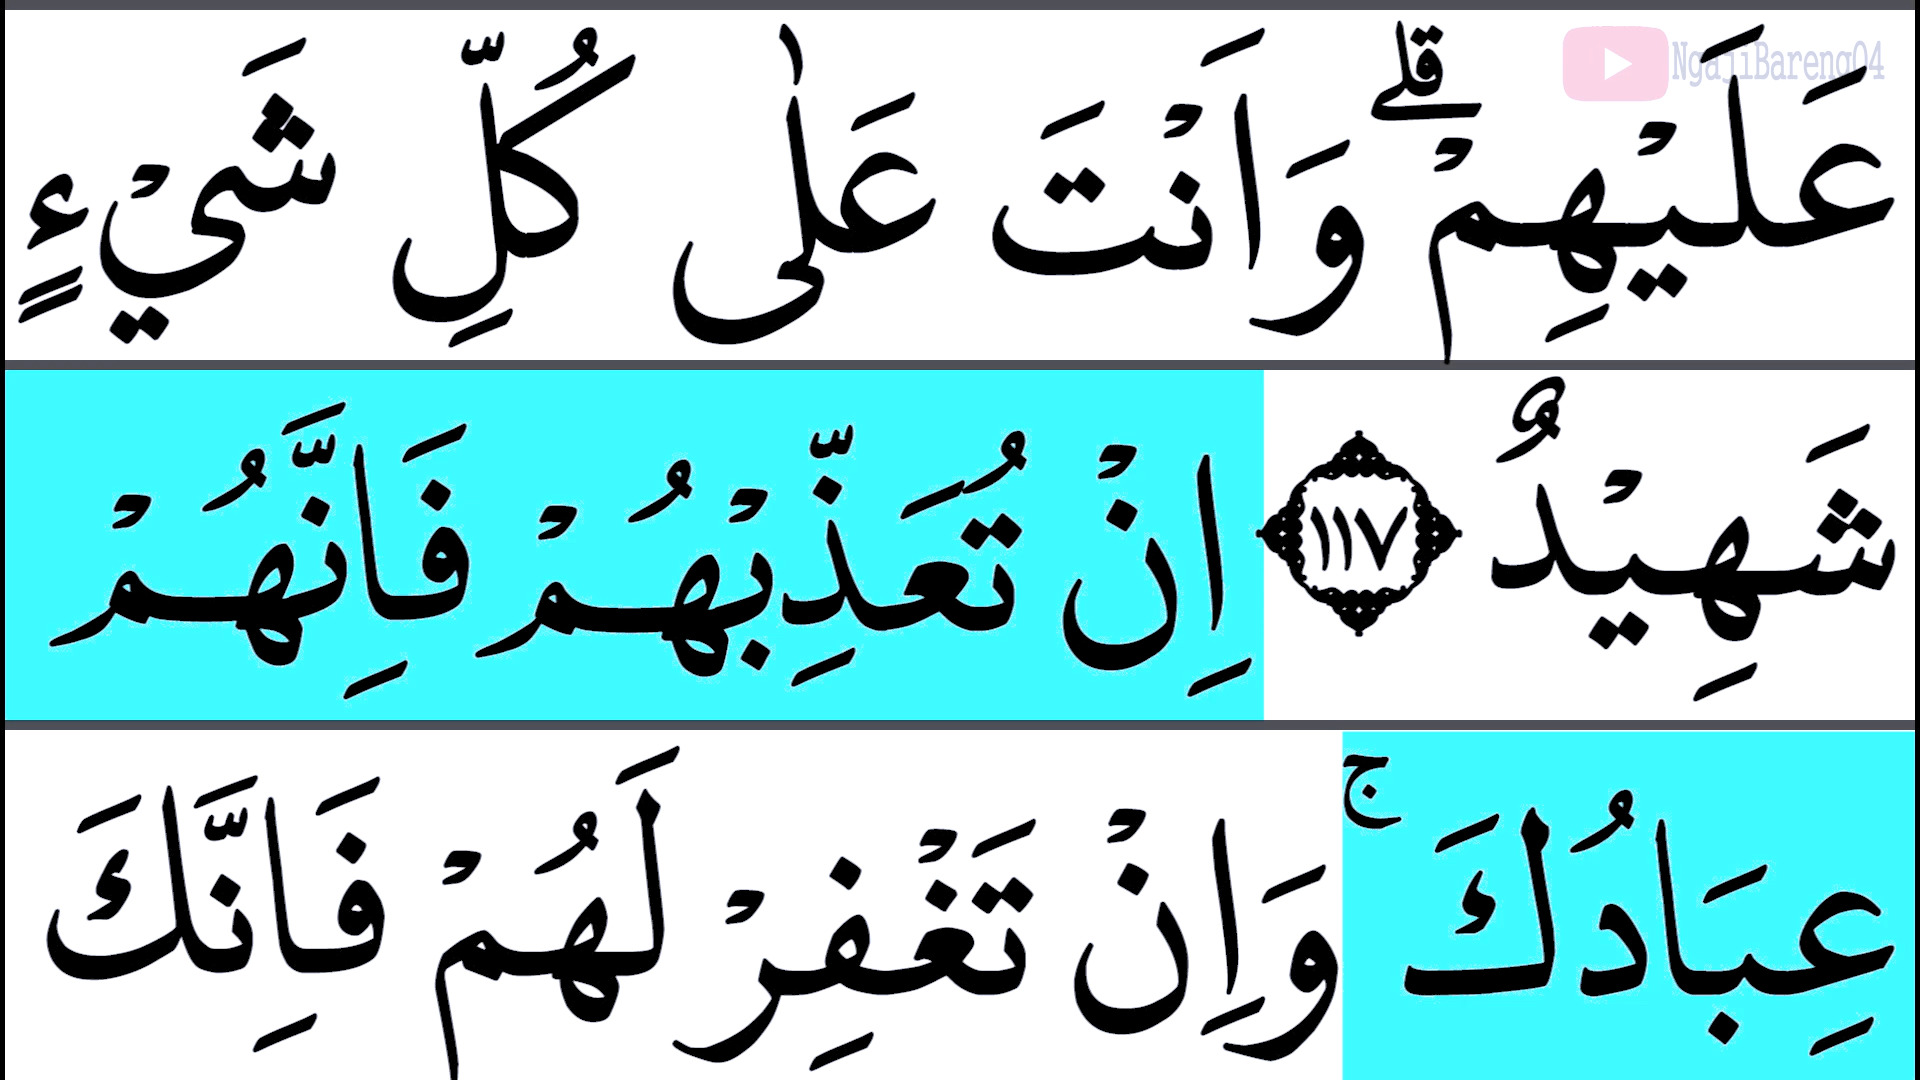 NgajiBareng04
عَلَيْهِمْ ۗ وَاَنْتَ عَلٰى كُلِّ شَيْءٍ
شَهِيْدٌ ١١٧ اِنْ تُعَذِّبْهُمْ فَاِنَّهُمْ
عِبَادُكَ ۚ وَاِنْ تَغْفِرْ لَهُمْ فَاِنَّكَ